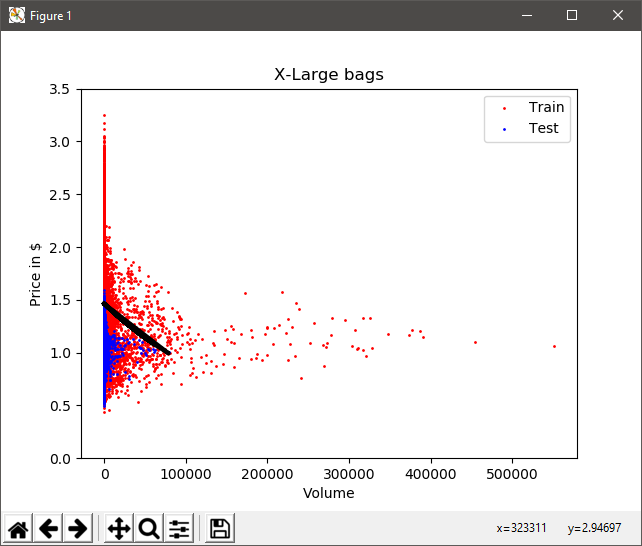 Figure 1
X-Large bags
Train
Test
Price in $
3.5
3.0
2.5
2.0
1.5
1.0
0.5
0.0
0 100000 200000 300000 400000 500000
Volume
x=323311 y=2.94697